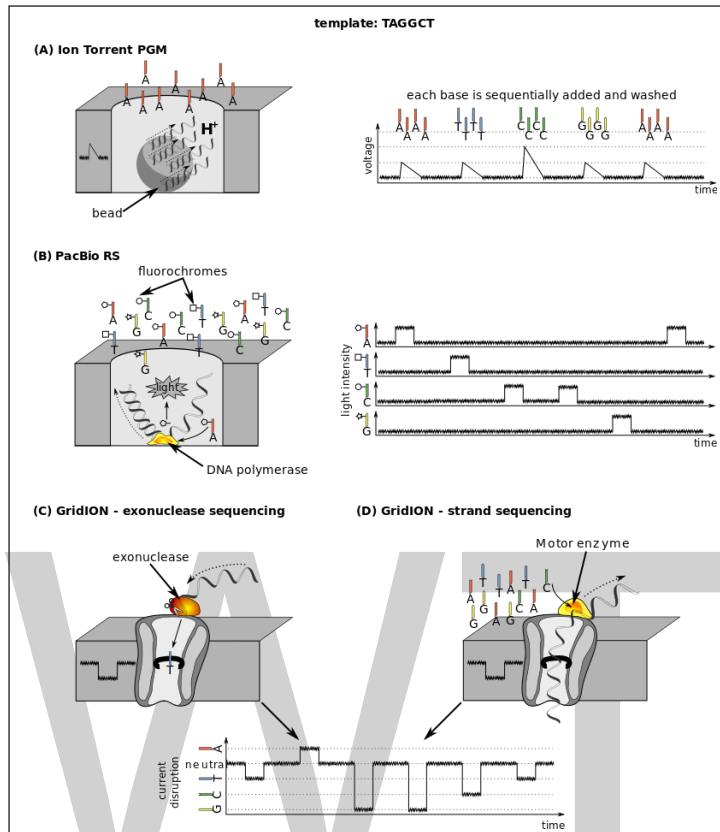 template: TAGGCT
(A) Ion Torrent PGM
A
A A A A
A A A A
H+
bead
each base is sequentially added and washed
A A A A
T T T T
C C C C
G G G G
A A A A
voltage
time
(B) PacBio RS
fluorochromes
A G C T A T C
T A C T C G
G
light
A
DNA polymerase
light intensity
A
T
C
G
time
(C) GridION - exonuclease sequencing
exonuclease
A
T
(D) GridION - strand sequencing
Motor enzyme
A T A T C
G G C A
G A G
current
disruption
A
neutral
T
C
G
time